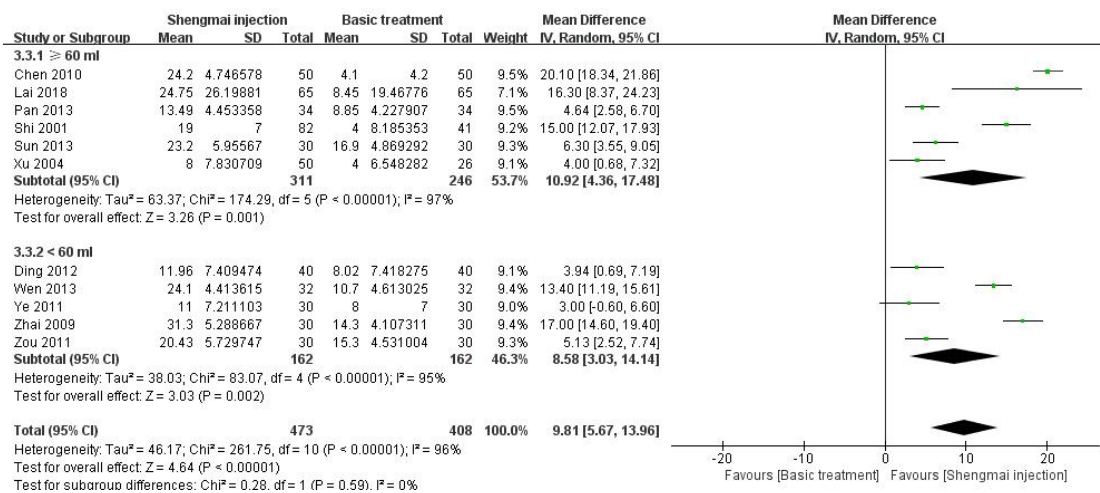 Shengmai injection Basic treatment Mean Difference Mean Difference
Study or Subgroup Mean SD Total Mean SD Total Weight IV, Random, 95% CI IV, Random, 95% CI
3.3.1 ≥ 60 ml
Chen 2010 24.2 4.746578 50 4.1 4.2 50 9.5% 20.10 [18.34, 21.86]
Lai 2018 24.75 26.19881 65 8.45 19.46776 65 7.1% 16.30 [8.37, 24.23]
Pan 2013 13.49 4.453358 34 8.85 4.227907 34 9.5% 4.64 [2.58, 6.70]
Shi 2001 19 7 82 4 8.185353 41 9.2% 15.00 [12.07, 17.93]
Sun 2013 23.2 5.95567 30 16.9 4.869292 30 9.3% 6.30 [3.55, 9.05]
Xu 2004 8 7.830709 50 4 6.548282 26 9.1% 4.00 [0.68, 7.32]
Subtotal (95% CI) 311 246 53.7% 10.92 [4.36, 17.48]
Heterogeneity: Tau² = 63.37; Chi² = 174.29, df = 5 (P < 0.00001); I² = 97%
Test for overall effect: Z = 3.26 (P = 0.001)
3.3.2 < 60 ml
Ding 2012 11.96 7.409474 40 8.02 7.418275 40 9.1% 3.94 [0.69, 7.19]
Wen 2013 24.1 4.413615 32 10.7 4.613025 32 9.4% 13.40 [11.19, 15.61]
Ye 2011 11 7.211103 30 8 7 30 9.0% 3.00 [-0.60, 6.60]
Zhai 2009 31.3 5.288667 30 14.3 4.107311 30 9.4% 17.00 [14.60, 19.40]
Zou 2011 20.43 5.729747 30 15.3 4.531004 30 9.3% 5.13 [2.52, 7.74]
Subtotal (95% CI) 162 162 46.3% 8.58 [3.03, 14.14]
Heterogeneity: Tau² = 38.03; Chi² = 83.07, df = 4 (P < 0.00001); I² = 95%
Test for overall effect: Z = 3.03 (P = 0.002)
Total (95% CI) 473 408 100.0% 9.81 [5.67, 13.96]
Heterogeneity: Tau² = 46.17; Chi² = 261.75, df = 10 (P < 0.00001); I² = 96%
Test for overall effect: Z = 4.64 (P < 0.00001)
Test for subgroup differences: Chi² = 0.28, df = 1 (P = 0.59), I² = 0%
-20 -10 0 10 20
Favours [Basic treatment] Favours [Shengmai injection]